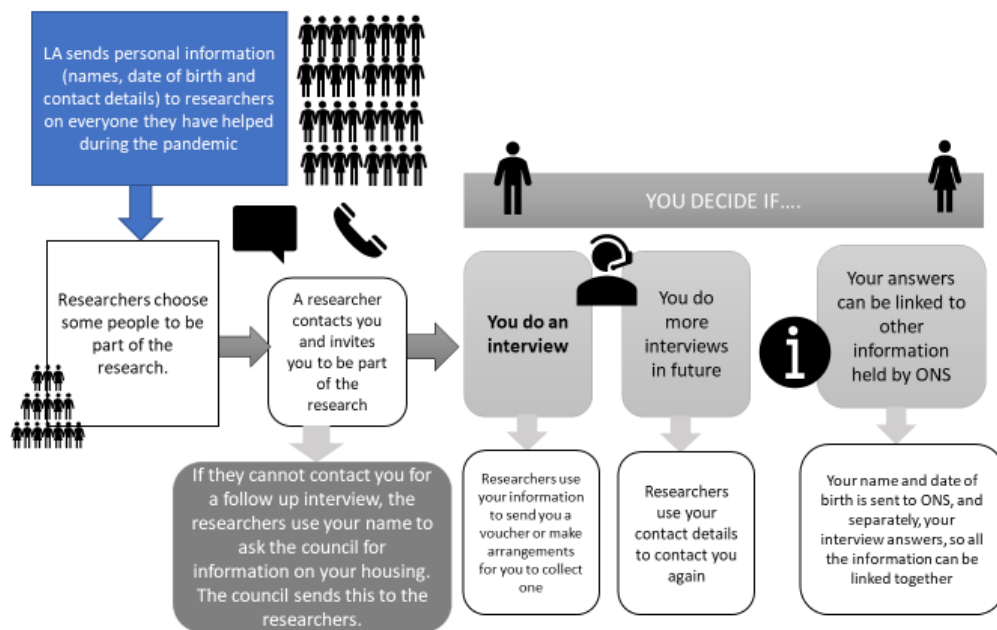 LA sends personal information
(names, date of birth and
contact details) to researchers
on everyone they have helped
during the pandemic
YOU DECIDE IF....
Researchers choose
some people to be
part of the
research.
A researcher
contacts you
and invites
you to be part
of the
research
You do an
interview
You do
more
interviews
in future
Your answers
can be linked to
other
information
held by ONS
If they cannot contact you for
a follow up interview, the
researchers use your name to
ask the council for
information on your housing.
The council sends this to the
researchers.
Researchers use
your information
to send you a
voucher or make
arrangements
for you to collect
one
Researchers
use your
contact details
to contact you
again
Your name and date of
birth is sent to ONS, and
separately, your
interview answers, so all
the information can be
linked together